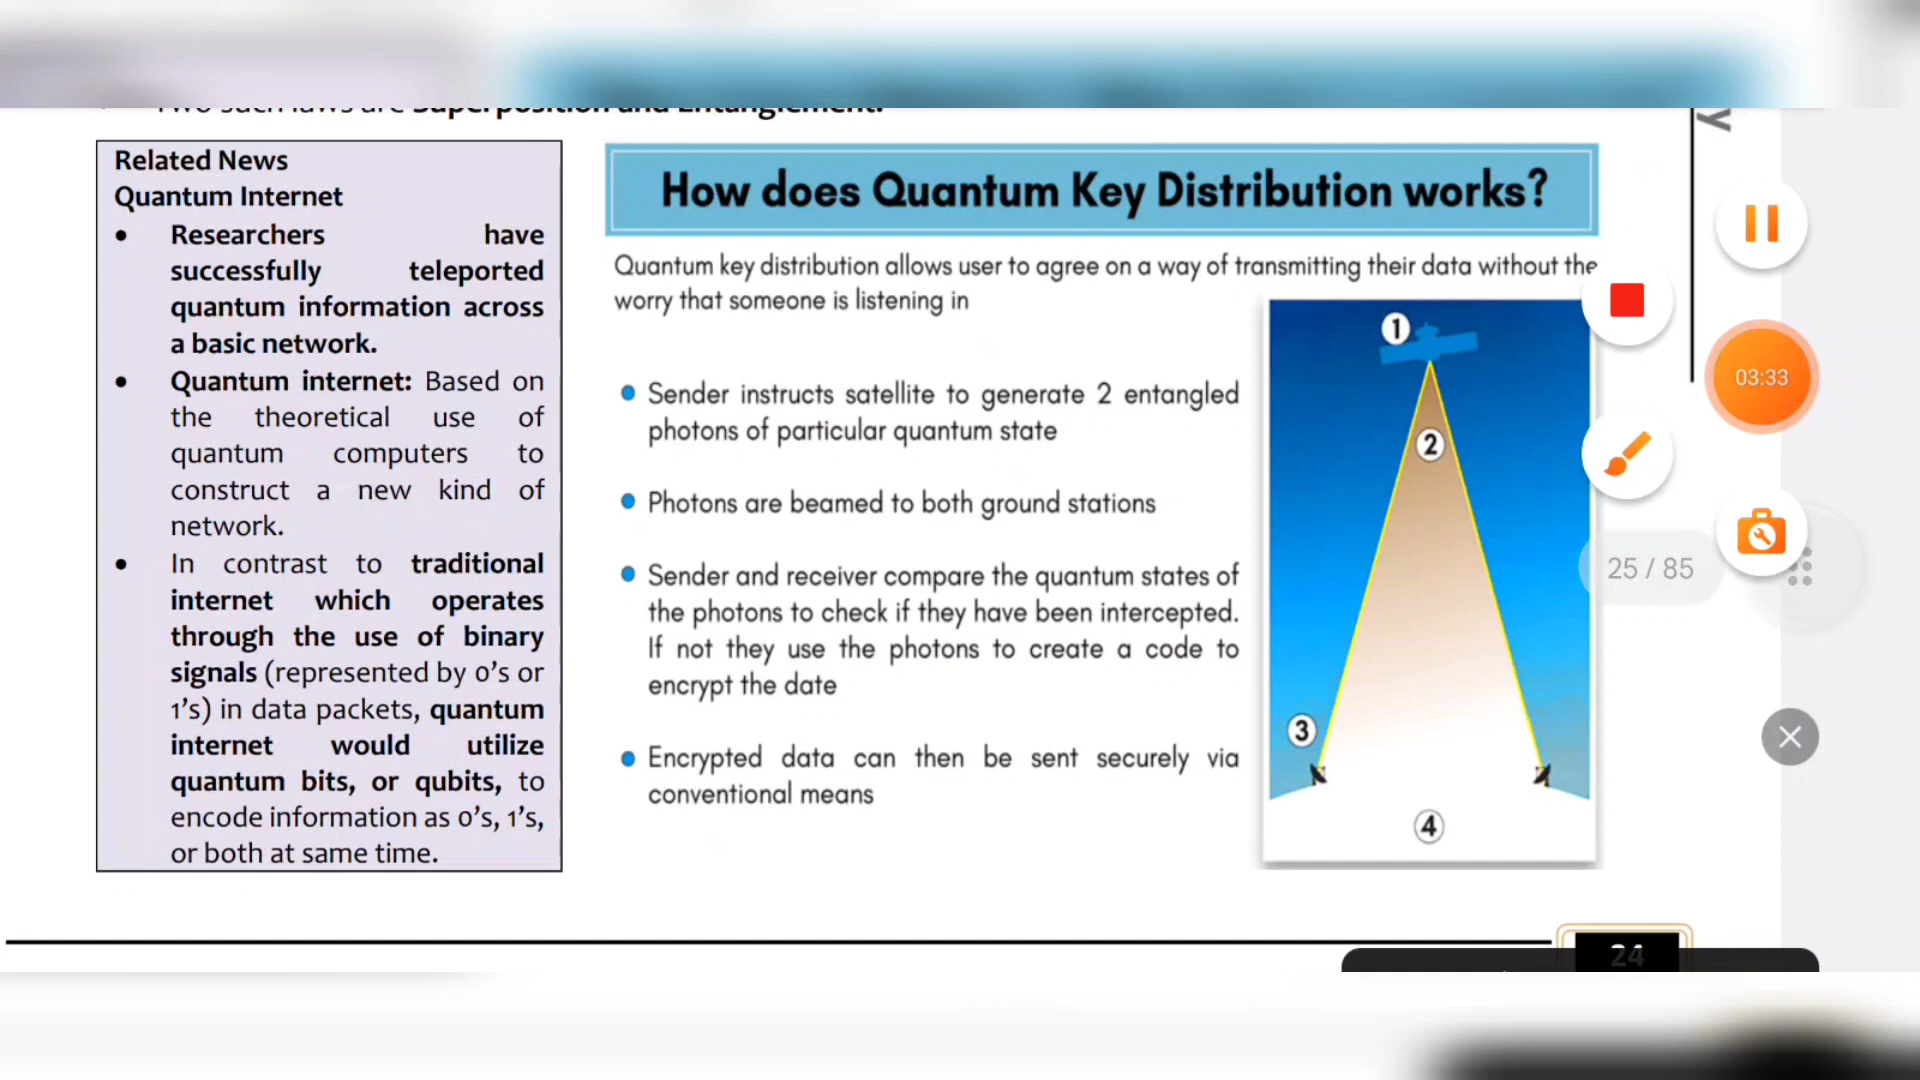 Two such laws are Superposition and Entanglement.
Related News
Quantum Internet
• Researchers have
successfully teleported
quantum information across
a basic network.
• Quantum internet: Based on
the theoretical use of
quantum computers to
construct a new kind of
network.
• In contrast to traditional
internet which operates
through the use of binary
signals (represented by 0's or
1's) in data packets, quantum
internet would utilize
quantum bits, or qubits, to
encode information as 0's, 1's,
or both at same time.
How does Quantum Key Distribution works?
Quantum key distribution allows user to agree on a way of transmitting their data without the
worry that someone is listening in
• Sender instructs satellite to generate 2 entangled
photons of particular quantum state
• Photons are beamed to both ground stations
• Sender and receiver compare the quantum states of
the photons to check if they have been intercepted.
If not they use the photons to create a code to
encrypt the date
• Encrypted data can then be sent securely via
conventional means
1
2
3
4
y
03:33
25 / 85
24